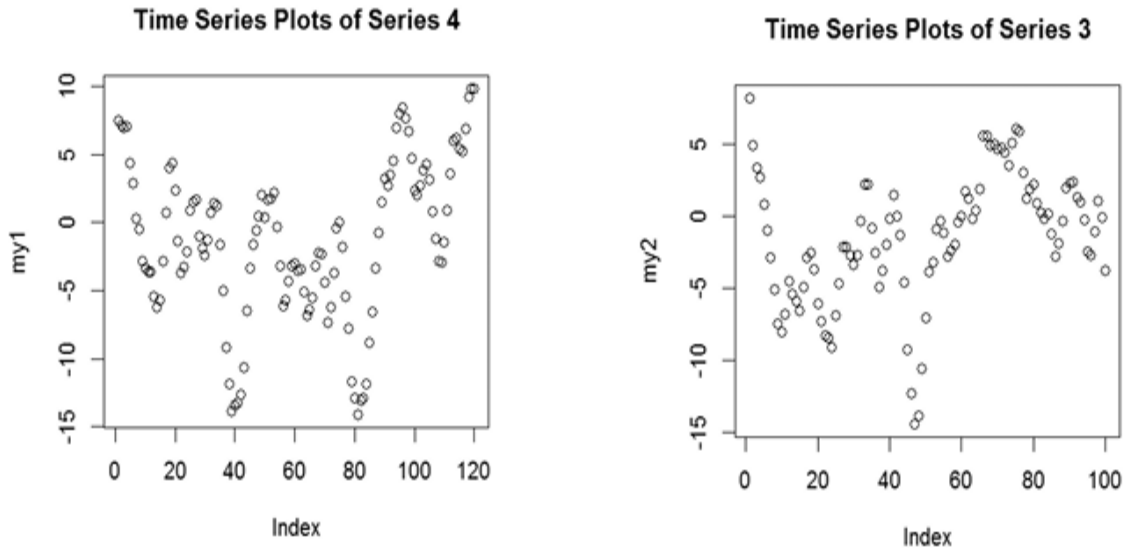 Time Series Plots of Series 4
10
5
0
-5
-10
-15
my1
0 20 40 60 80 100 120
Index
Time Series Plots of Series 3
5
0
-5
-10
-15
my2
0 20 40 60 80 100
Index